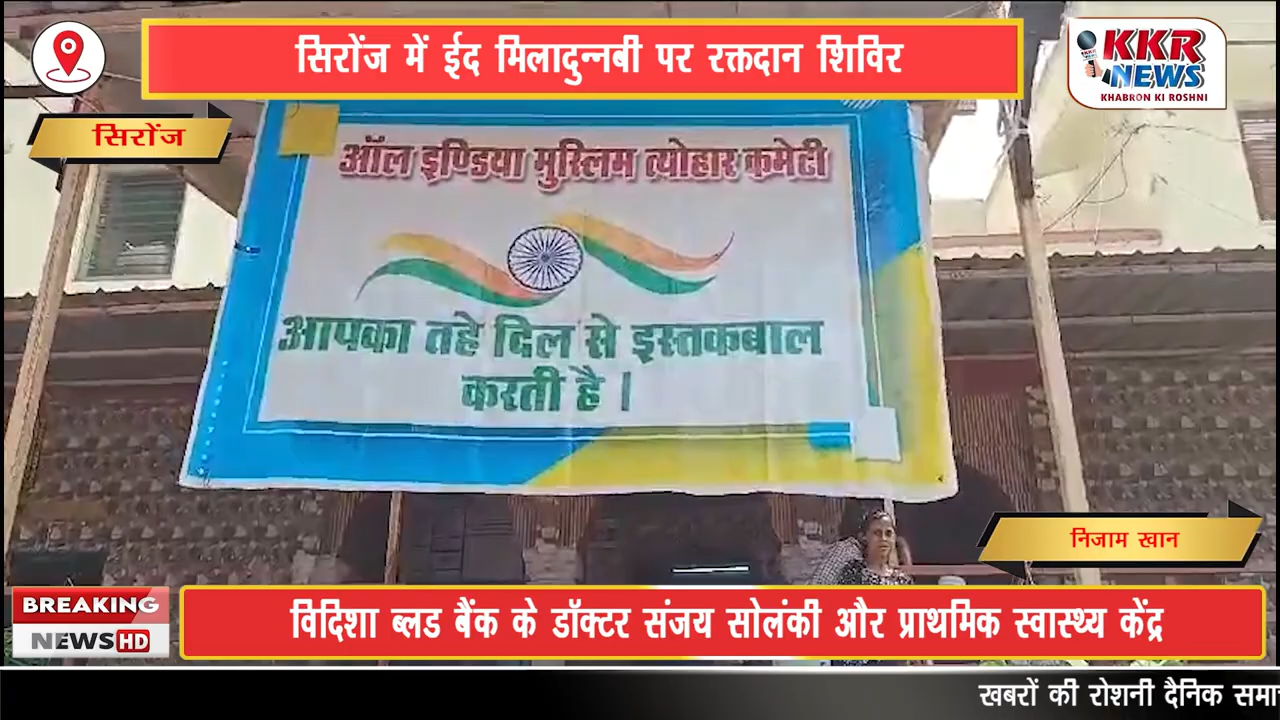 सिरोंज में ईद मिलादुन्नबी पर रक्तदान शिविर
KKR
NEWS
KHABRON KI ROSHNI
सिरोंज
ऑल इण्डिया मुस्लिम त्योहार कमेटी
आपका तहे दिल से इस्तकबाल
करती है।
निजाम खान
BREAKING
NEWS HD
विदिशा ब्लड बैंक के डॉक्टर संजय सोलंकी और प्राथमिक स्वास्थ्य केंद्र
खबरों की रोशनी दैनिक